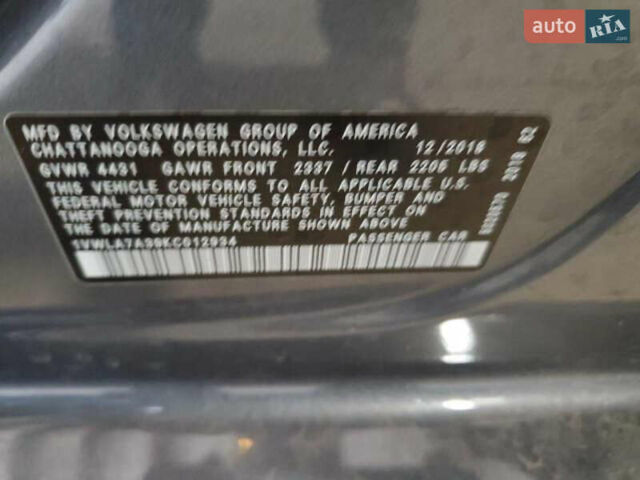 auto RIA.com
MFD BY VOLKSWAGEN GROUP OF AMERICA
CHATTANOOGA OPERATIONS, LLC. 12/2018
GVWR 4431 GAWR FRONT 2337 / REAR 2205 LBS
THIS VEHICLE CONFORMS TO ALL APPLICABLE U.S.
FEDERAL MOTOR VEHICLE SAFETY, BUMPER AND
THEFT PREVENTION STANDARDS IN EFFECT ON
THE DATE OF MANUFACTURE SHOWN ABOVE
PASSENGER CAR